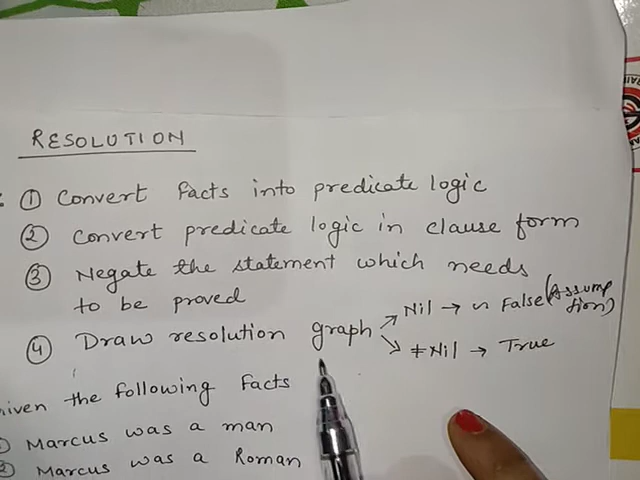 RESOLUTION
① Convert facts into predicate logic
② Convert predicate logic in clause form
③ Negate the statement which needs
to be proved
④ Draw resolution graph
Nil → False (Assumption)
≠Nil → True
iven the following facts
Marcus was a man
② Marcus was a Roman